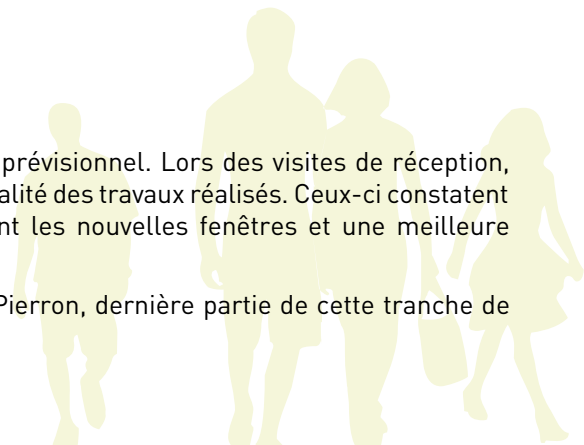 prévisionnel. Lors des visites de réception,
alité des travaux réalisés. Ceux-ci constatent
nt les nouvelles fenêtres et une meilleure
Pierron, dernière partie de cette tranche de